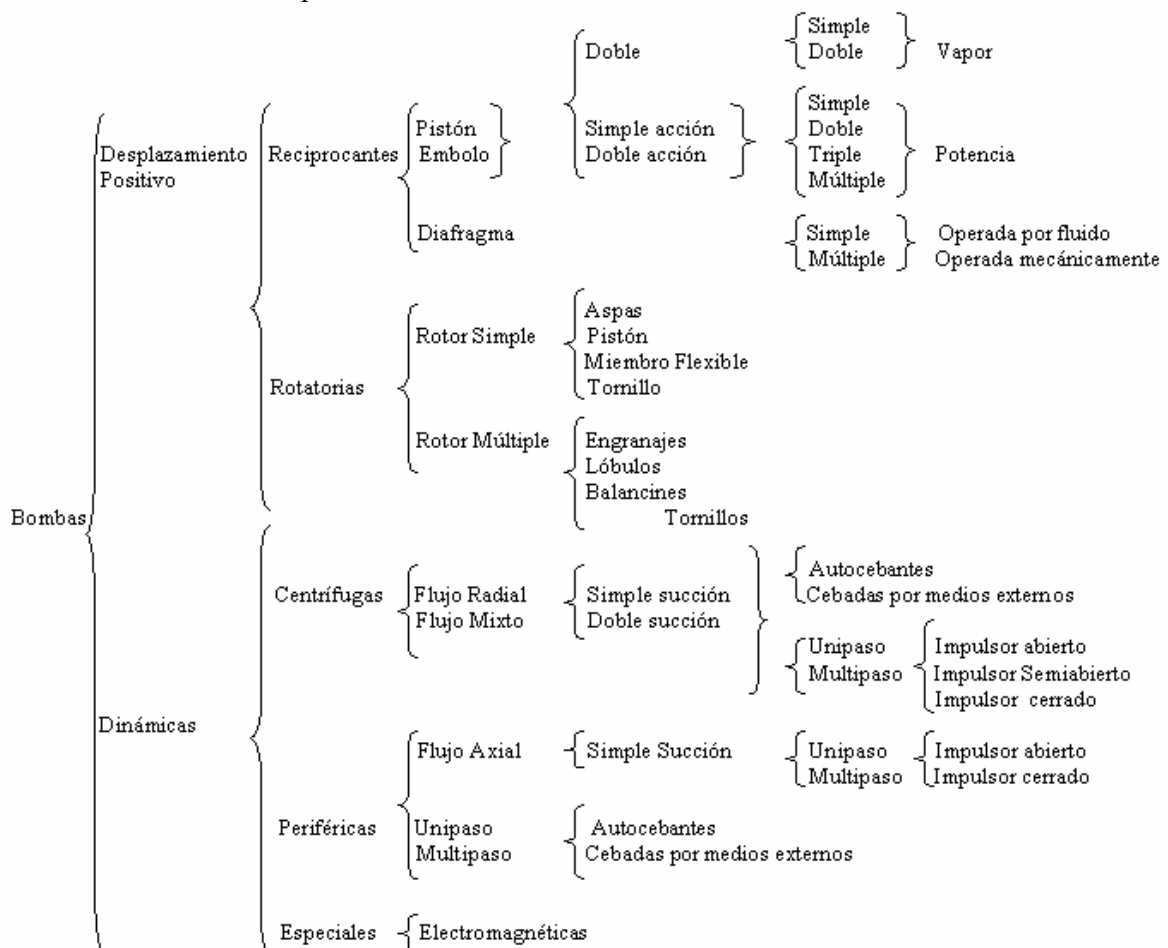 Simple
Doble
Doble
Vapor
Simple
Pistón
Simple acción
Doble
Desplazamiento
Reciprocantes
Embolo
Doble acción
Triple
Potencia
Positivo
Múltiple
Diafragma
Simple
Operada por fluido
Múltiple
Operada mecánicamente
Aspas
Rotor Simple
Pistón
Miembro Flexible
Rotatorias
Tornillo
Rotor Múltiple
Engranajes
Lóbulos
Balancines
Bombas
Tornillos
Autocebantes
Centrífugas
Flujo Radial
Simple succión
Cebadas por medios externos
Flujo Mixto
Doble succión
Unipaso
Impulsor abierto
Multipaso
Impulsor Semiabierto
Impulsor cerrado
Dinámicas
Flujo Axial
Simple Succión
Unipaso
Impulsor abierto
Multipaso
Impulsor cerrado
Periféricas
Unipaso
Autocebantes
Multipaso
Cebadas por medios externos
Especiales
Electromagnéticas